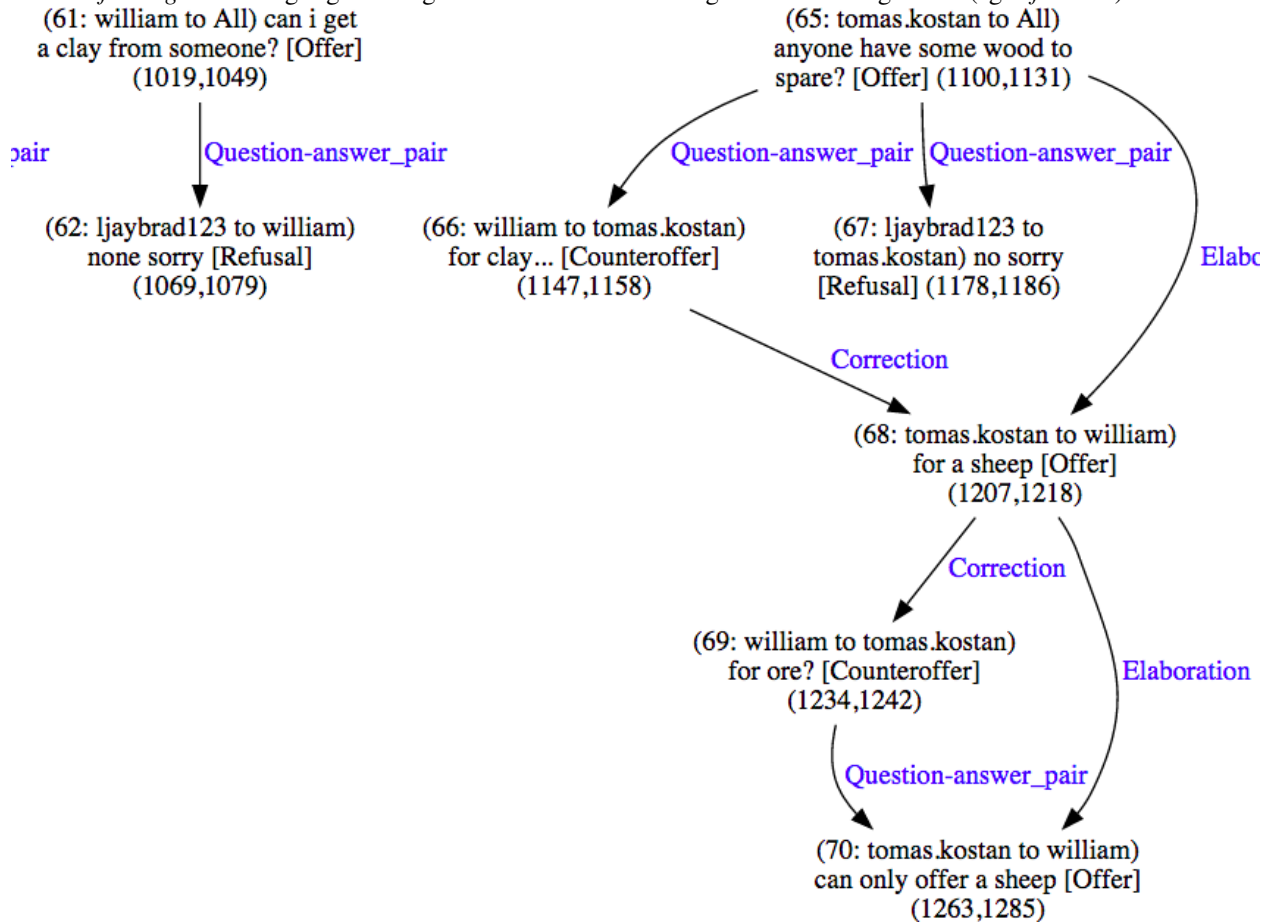 (61: william to All) can i get
a clay from someone? [Offer]
(1019,1049)
(65: tomas.kostan to All)
anyone have some wood to
spare? [Offer] (1100,1131)
pair
Question-answer_pair
Question-answer_pair
Question-answer_pair
Elabo
(62: ljaybrad123 to william)
none sorry [Refusal]
(1069,1079)
(66: william to tomas.kostan)
for clay... [Counteroffer]
(1147,1158)
(67: ljaybrad123 to
tomas.kostan) no sorry
[Refusal] (1178,1186)
Correction
(68: tomas.kostan to william)
for a sheep [Offer]
(1207,1218)
Correction
Elaboration
(69: william to tomas.kostan)
for ore? [Counteroffer]
(1234,1242)
Question-answer_pair
(70: tomas.kostan to william)
can only offer a sheep [Offer]
(1263,1285)